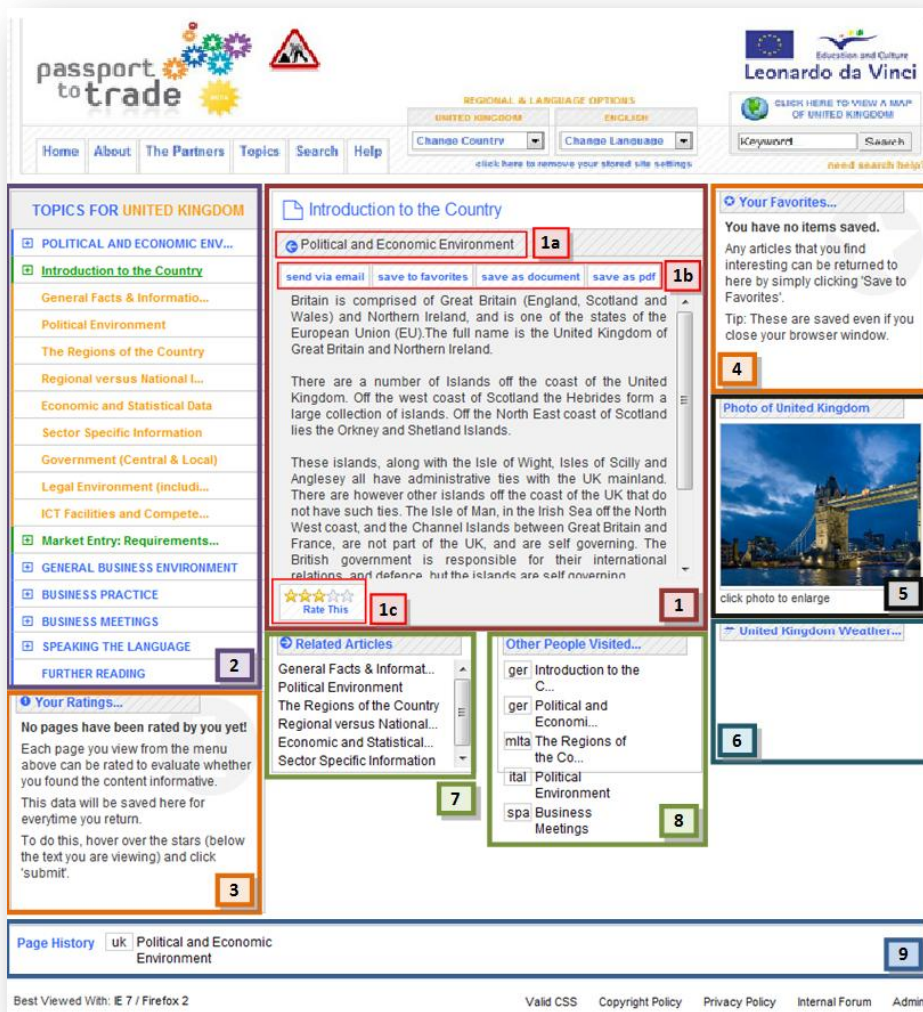 passport
to trade
Education and Culture
Leonardo da Vinci
REGIONAL & LANGUAGE OPTIONS
UNITED KINGDOM
ENGLISH
CLICK HERE TO VIEW A MAP
OF UNITED KINGDOM
Home About The Partners Topics Search Help
Change Country
Change Language
Keyword
Search
click here to remove your stored site settings
need search help?
TOPICS FOR UNITED KINGDOM
POLITICAL AND ECONOMIC ENV...
Introduction to the Country
General Facts & Informatio...
Political Environment
The Regions of the Country
Regional versus National I...
Economic and Statistical Data
Sector Specific Information
Government (Central & Local)
Legal Environment (includi...
ICT Facilities and Compete...
Market Entry: Requirements...
GENERAL BUSINESS ENVIRONMENT
BUSINESS PRACTICE
BUSINESS MEETINGS
SPEAKING THE LANGUAGE
FURTHER READING
2
Introduction to the Country
Political and Economic Environment
1a
send via email save to favorites save as document save as pdf
1b
Britain is comprised of Great Britain (England, Scotland and
Wales) and Northern Ireland, and is one of the states of the
European Union (EU).The full name is the United Kingdom of
Great Britain and Northern Ireland.
There are a number of Islands off the coast of the United
Kingdom. Off the west coast of Scotland the Hebrides form a
large collection of islands. Off the North East coast of Scotland
lies the Orkney and Shetland Islands.
These islands, along with the Isle of Wight, Isles of Scilly and
Anglesey all have administrative ties with the UK mainland.
There are however other islands off the coast of the UK that do
not have such ties. The Isle of Man, in the Irish Sea off the North
West coast, and the Channel Islands between Great Britain and
France, are not part of the UK, and are self governing. The
British government is responsible for their international
relations, and defence, but the islands are self governing
Rate This
1c
1
Your Favorites...
You have no items saved.
Any articles that you find
interesting can be returned to
here by simply clicking 'Save to
Favorites'.
Tip: These are saved even if you
close your browser window.
4
Photo of United Kingdom
click photo to enlarge
5
United Kingdom Weather...
6
Your Ratings...
No pages have been rated by you yet!
Each page you view from the menu
above can be rated to evaluate whether
you found the content informative.
This data will be saved here for
everytime you return.
To do this, hover over the stars (below
the text you are viewing) and click
'submit'.
3
Related Articles
General Facts & Informat...
Political Environment
The Regions of the Country
Regional versus National...
Economic and Statistical...
Sector Specific Information
7
Other People Visited...
ger Introduction to the
C...
ger Political and
Economi...
mlta The Regions of
the Co...
ital Political
Environment
spa Business
Meetings
8
Page History uk Political and Economic
Environment
9
Best Viewed With: IE 7 / Firefox 2
Valid CSS Copyright Policy Privacy Policy Internal Forum Admin